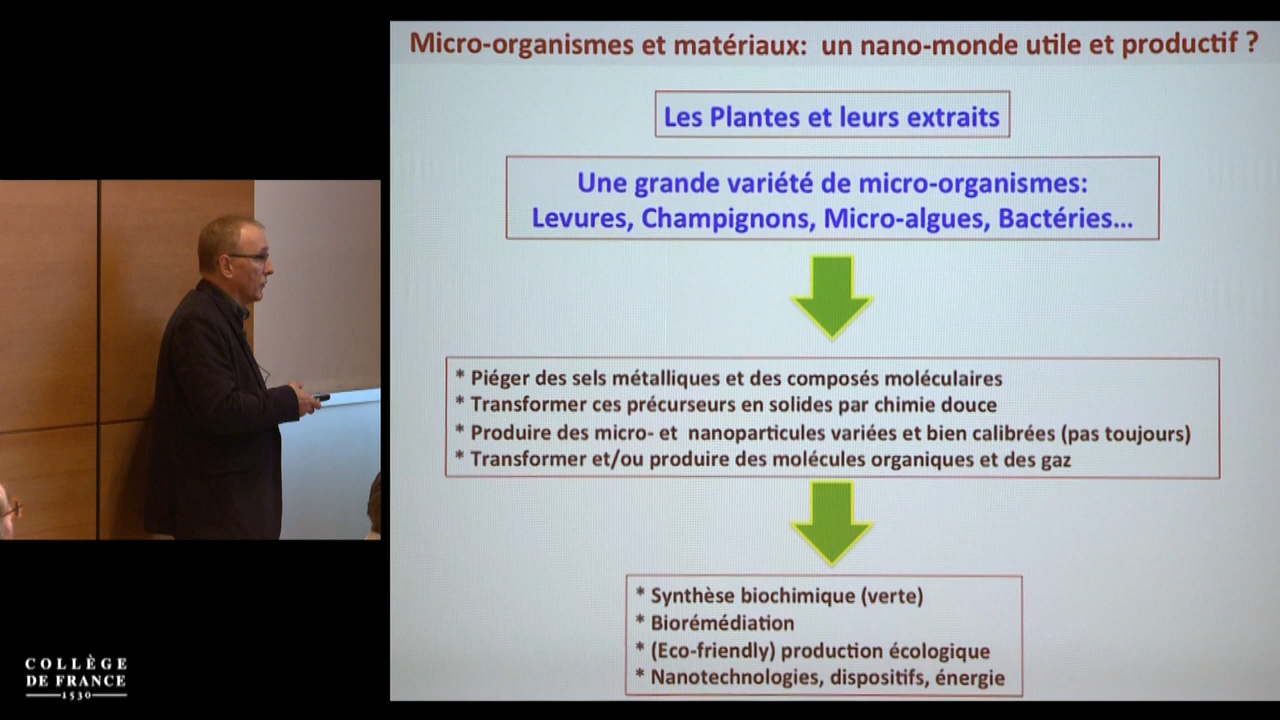 Micro-organismes et matériaux: un nano-monde utile et productif ?
Les Plantes et leurs extraits
Une grande variété de micro-organismes:
Levures, Champignons, Micro-algues, Bactéries...
* Piéger des sels métalliques et des composés moléculaires
* Transformer ces précurseurs en solides par chimie douce
* Produire des micro- et nanoparticules variées et bien calibrées (pas toujours)
* Transformer et/ou produire des molécules organiques et des gaz
* Synthèse biochimique (verte)
* Biorémédiation
* (Eco-friendly) production écologique
* Nanotechnologies, dispositifs, énergie
COLLÈGE
DE FRANCE
1530